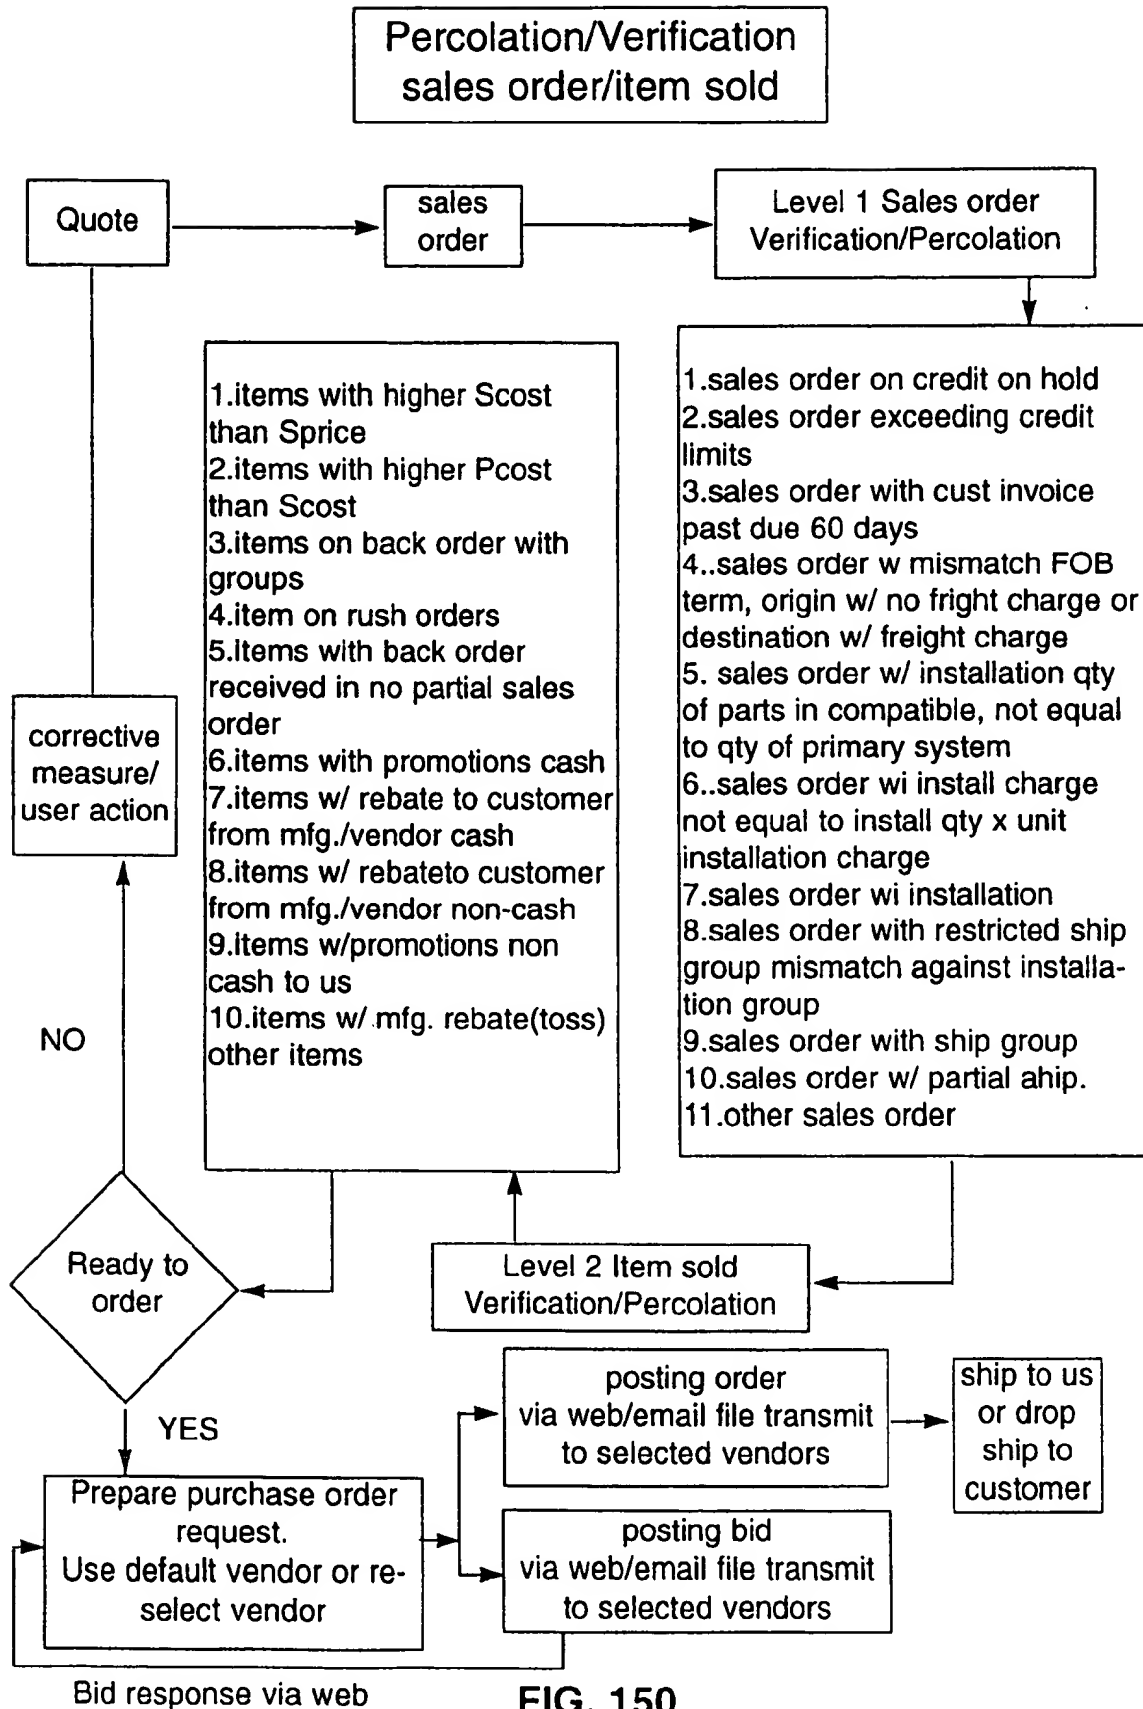 Percolation/Verification
sales order/item sold
Quote
sales
order
Level 1 Sales order
Verification/Percolation
1.sales order on credit on hold
2.sales order exceeding credit
limits
3.sales order with cust invoice
past due 60 days
4..sales order w mismatch FOB
term, origin w/ no fright charge or
destination w/ freight charge
5. sales order w/ installation qty
of parts in compatible, not equal
to qty of primary system
6..sales order wi install charge
not equal to install qty x unit
installation charge
7.sales order wi installation
8.sales order with restricted ship
group mismatch against installa-
tion group
9.sales order with ship group
10.sales order w/ partial ahip.
11.other sales order
Level 2 Item sold
Verification/Percolation
1.items with higher Scost
than Sprice
2.items with higher Pcost
than Scost
3.items on back order with
groups
4.item on rush orders
5.Items with back order
received in no partial sales
order
6.items with promotions cash
7.items w/ rebate to customer
from mfg./vendor cash
8.items w/ rebateto customer
from mfg./vendor non-cash
9.items w/promotions non
cash to us
10.items w/ mfg. rebate(toss)
other items
Ready to
order
NO
corrective
measure/
user action
YES
Prepare purchase order
request.
Use default vendor or re-
select vendor
posting order
via web/email file transmit
to selected vendors
ship to us
or drop
ship to
customer
posting bid
via web/email file transmit
to selected vendors
Bid response via web
FIG. 150